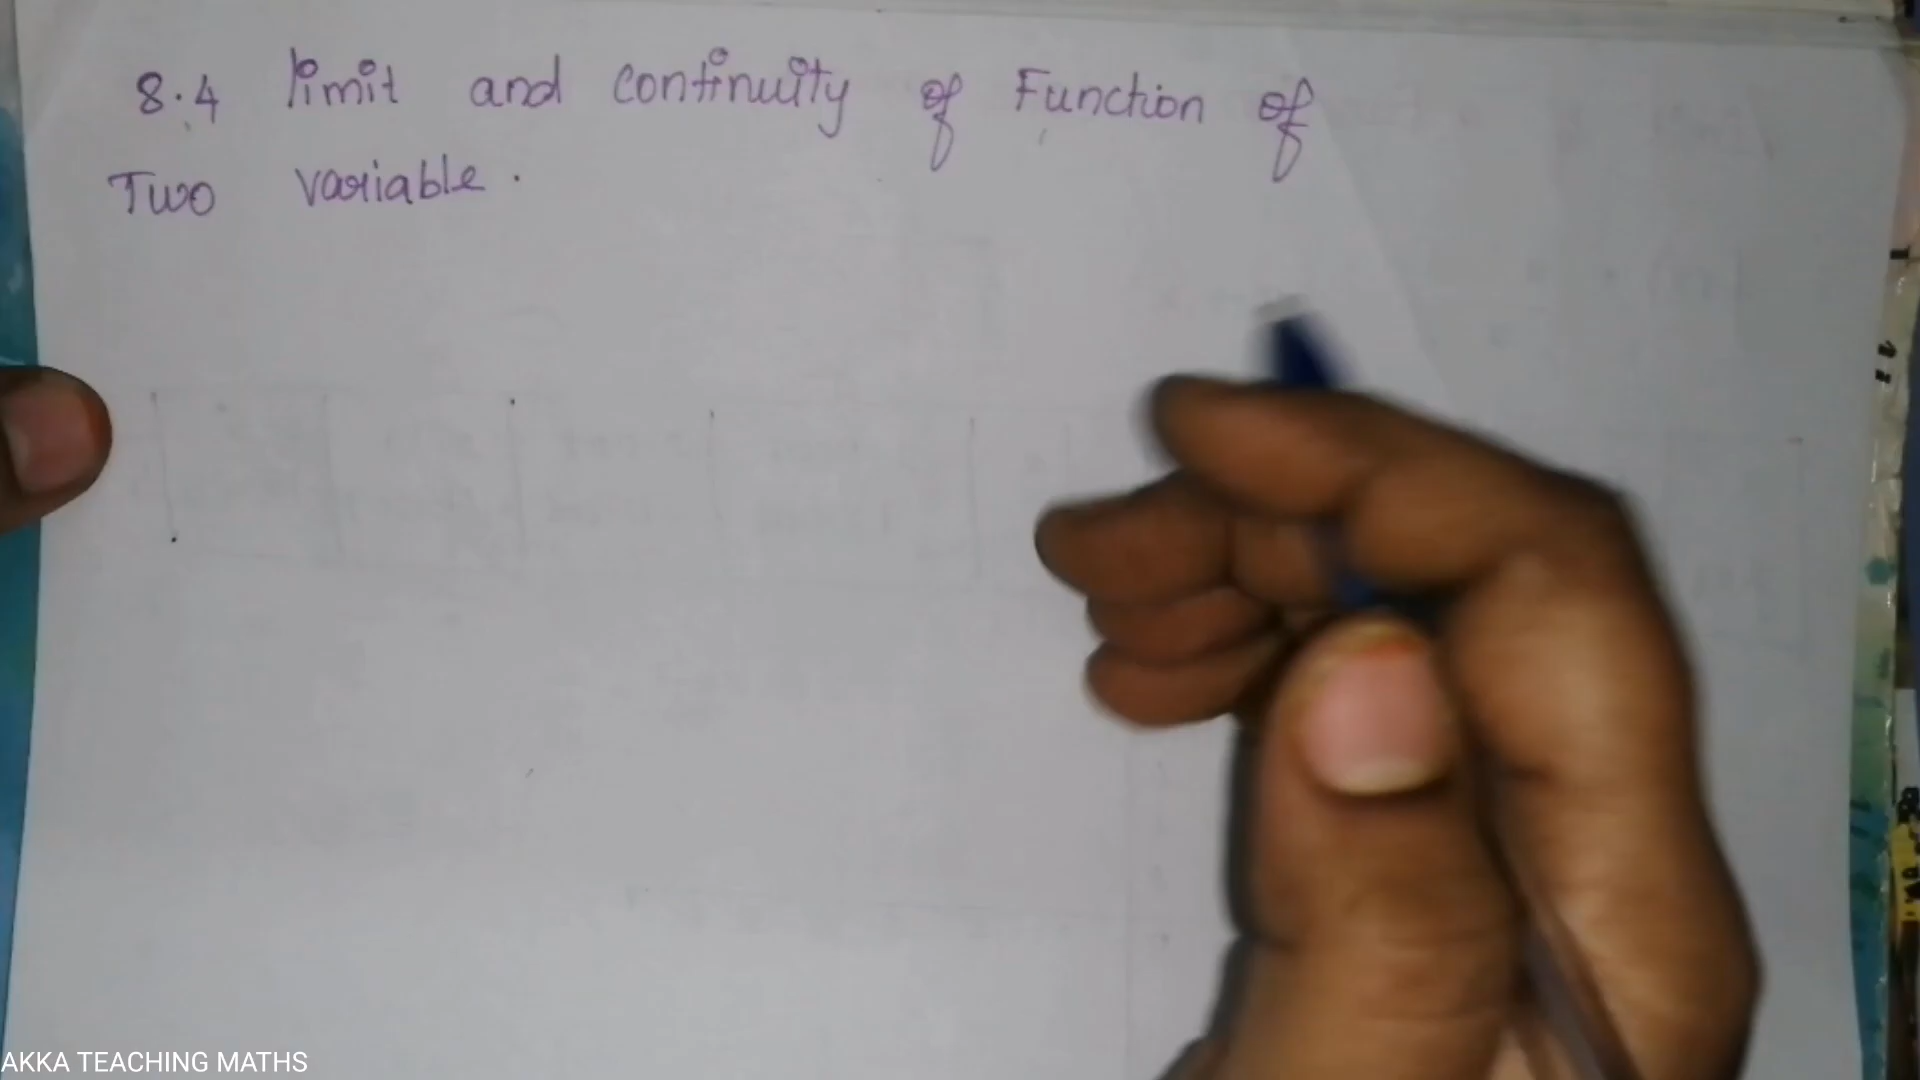 8.4 limit and continuity of Function of
Two variable.
AKKA TEACHING MATHS